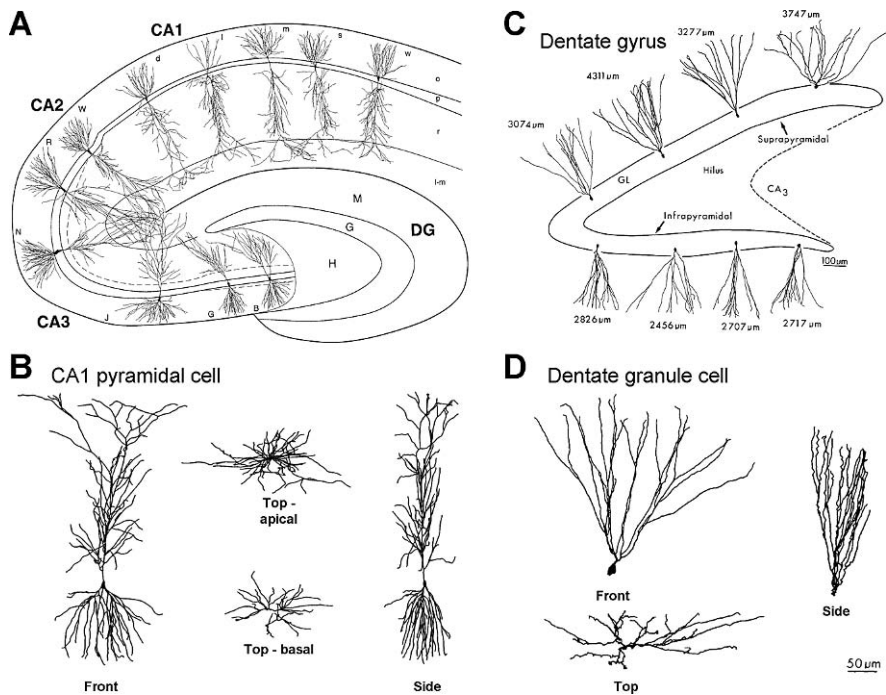 A
CA1
d
l
m
s
w
o
p
r
l-m
CA2
W
R
N
CA3
J
G
B
M
G
H
DG
C Dentate gyrus
3074 µm
4311 µm
3277 µm
3747 µm
Suprapyramidal
GL
Hilus
CA3
Infrapyramidal
100 µm
2826 µm
2456 µm
2707 µm
2717 µm
B CA1 pyramidal cell
Top -
apical
Top - basal
Front
Side
D Dentate granule cell
Front
Side
Top
50 µm